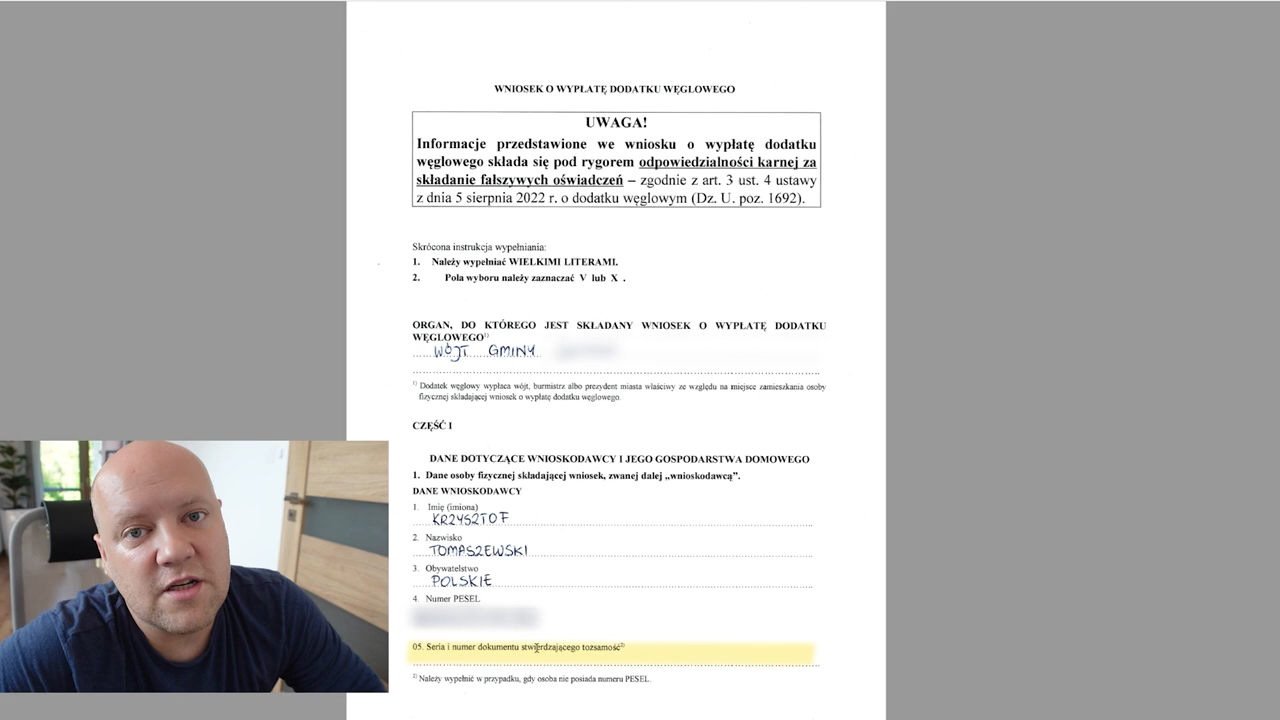 WNIOSEK O WYPŁATĘ DODATKU WĘGLOWEGO
UWAGA!
Informacje przedstawione we wniosku o wypłatę dodatku
węglowego składa się pod rygorem odpowiedzialności karnej za
składanie fałszywych oświadczeń – zgodnie z art. 3 ust. 4 ustawy
z dnia 5 sierpnia 2022 r. o dodatku węglowym (Dz. U. poz. 1692).
Skrócona instrukcja wypełniania:
1. Należy wypełniać WIELKIMI LITERAMI.
2. Pola wyboru należy zaznaczać V lub X .
ORGAN, DO KTÓREGO JEST SKŁADANY WNIOSEK O WYPŁATĘ DODATKU
WĘGLOWEGO¹⁾
WÓJT GMINY
¹⁾ Dodatek węglowy wypłaca wójt, burmistrz albo prezydent miasta właściwy ze względu na miejsce zamieszkania osoby
fizycznej składającej wniosek o wypłatę dodatku węglowego.
CZĘŚĆ I
DANE DOTYCZĄCE WNIOSKODAWCY I JEGO GOSPODARSTWA DOMOWEGO
1. Dane osoby fizycznej składającej wniosek, zwanej dalej „wnioskodawcą”.
DANE WNIOSKODAWCY
1. Imię (imiona)
KRZYSZTOF
2. Nazwisko
TOMASZEWSKI
3. Obywatelstwo
POLSKIE
4. Numer PESEL
05. Seria i numer dokumentu stwierdzającego tożsamość²⁾
²⁾ Należy wypełnić w przypadku, gdy osoba nie posiada numeru PESEL.